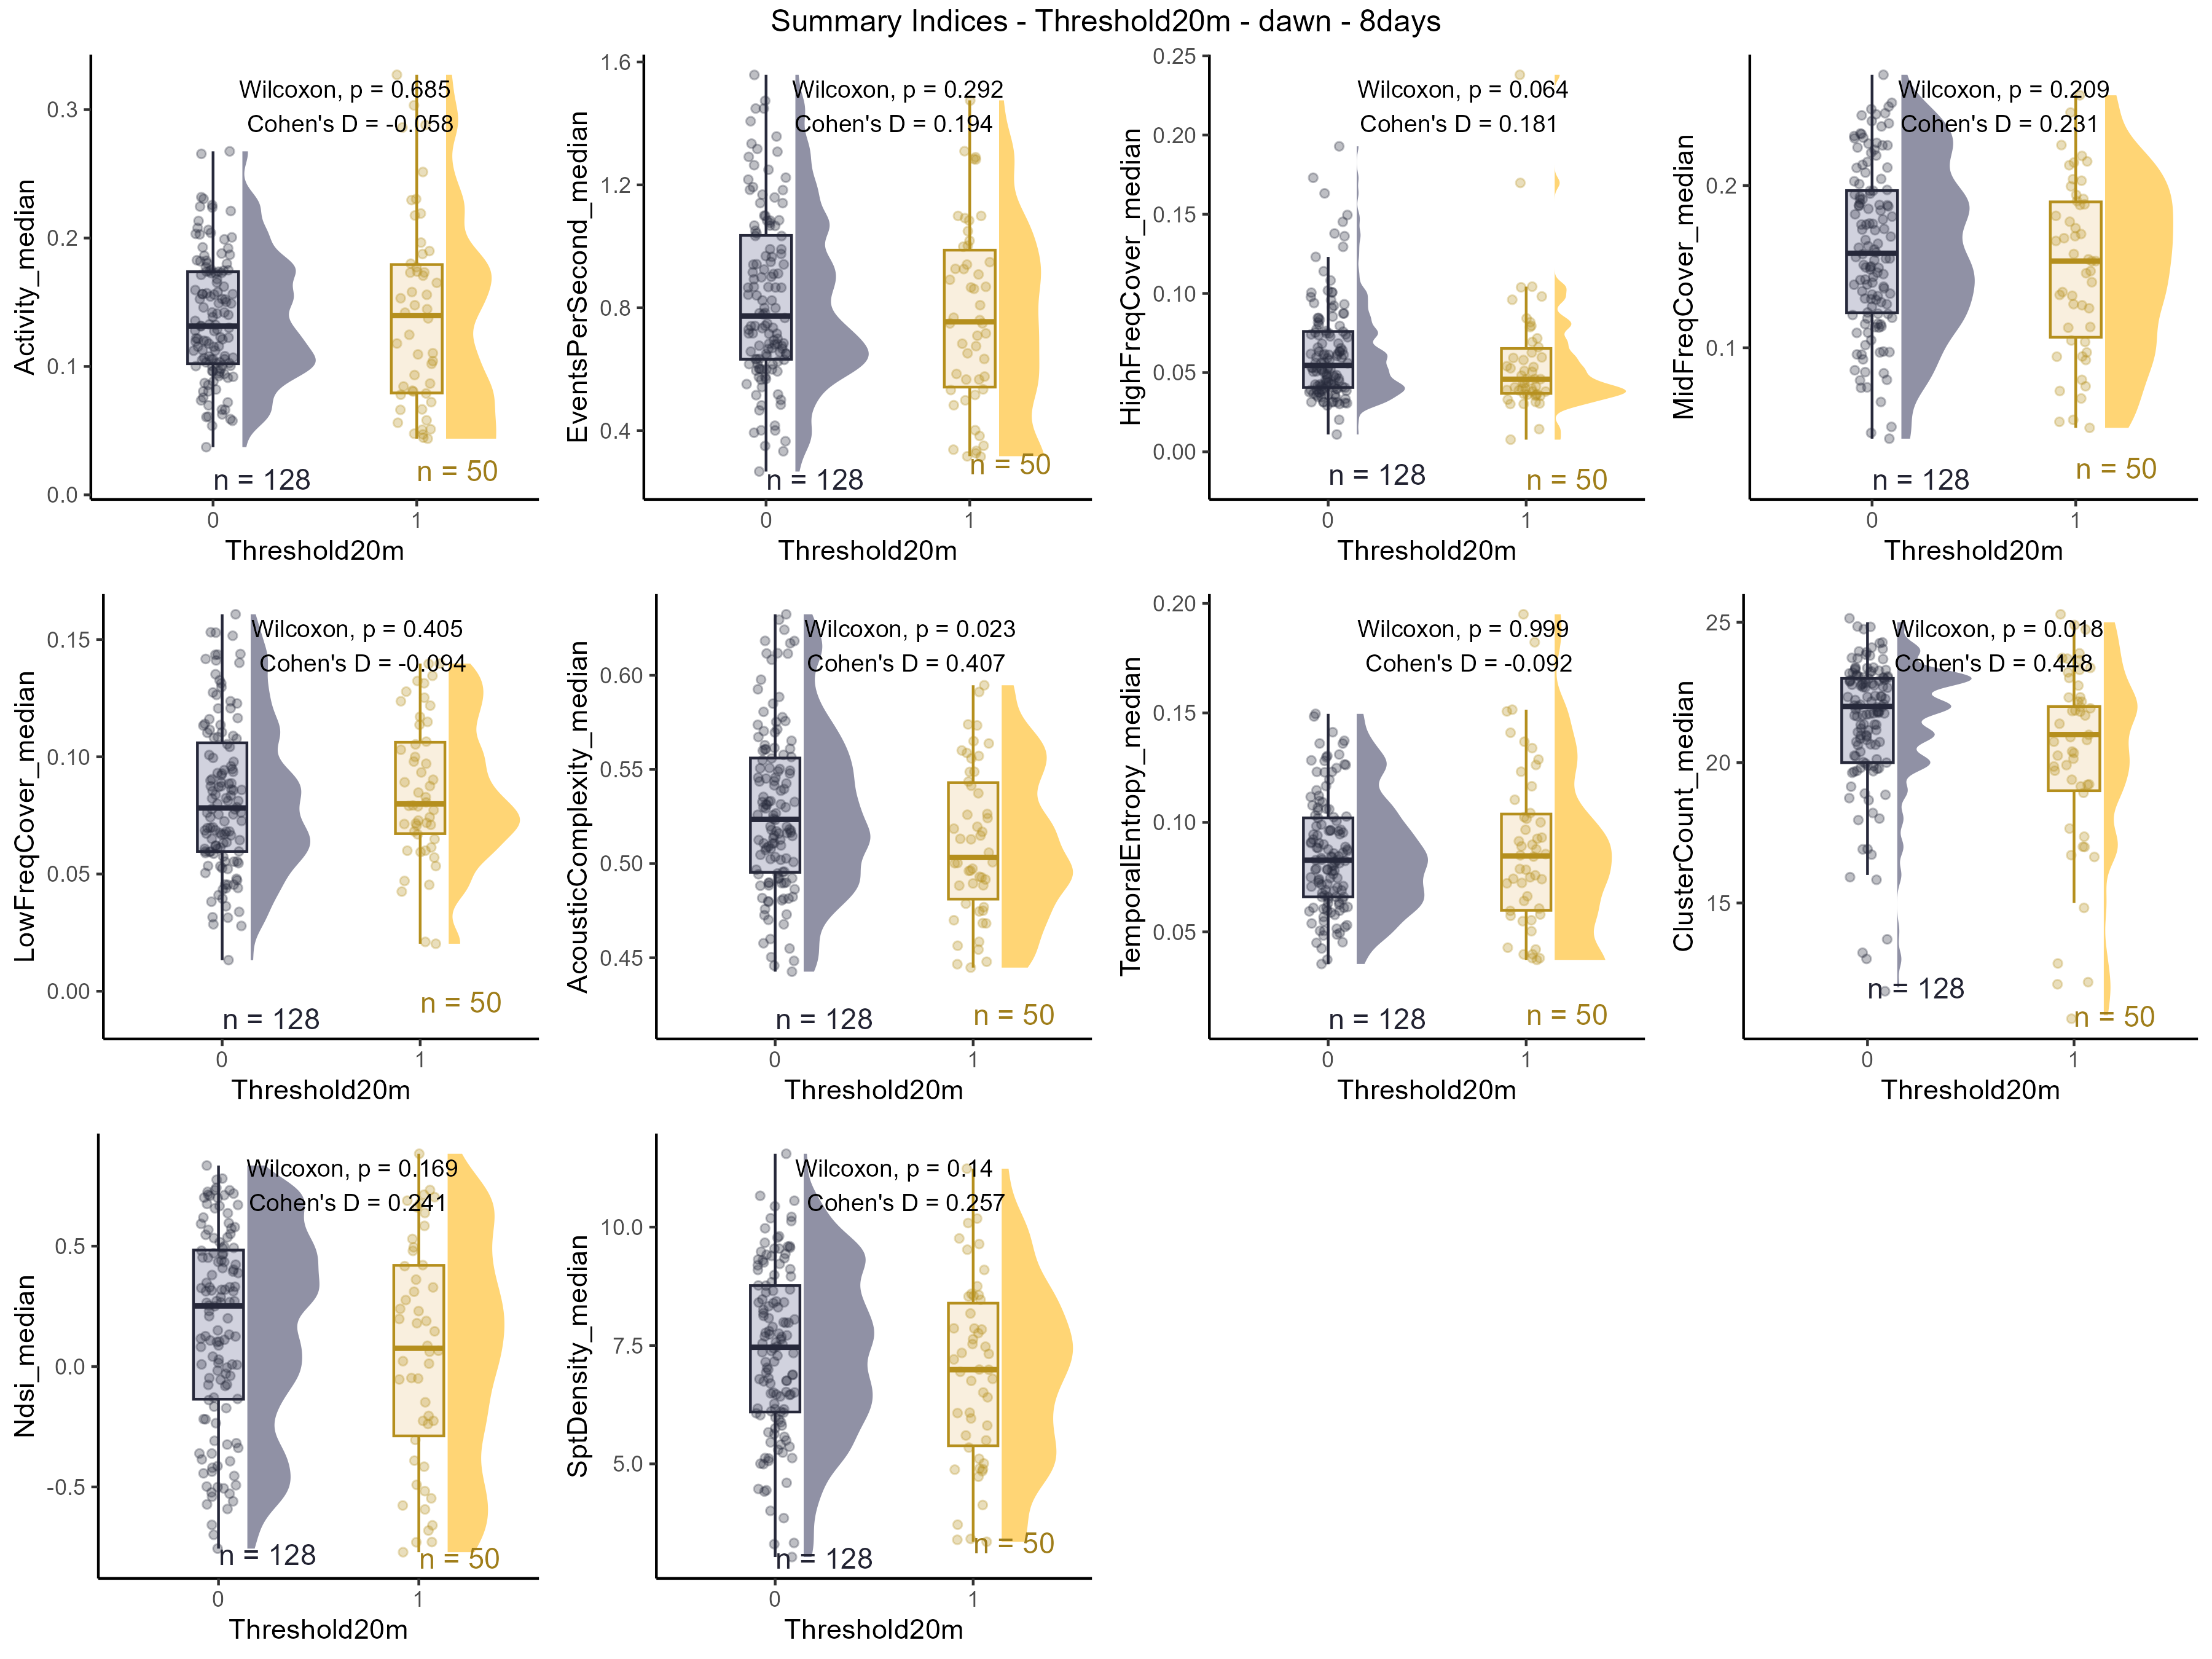 Summary Indices - Threshold20m - dawn - 8days
Activity_median
0.3
0.2
0.1
0.0
Wilcoxon, p = 0.685
Cohen's D = -0.058
n = 128
n = 50
0
1
Threshold20m
EventsPerSecond_median
1.6
1.2
0.8
0.4
Wilcoxon, p = 0.292
Cohen's D = 0.194
n = 128
n = 50
0
1
Threshold20m
HighFreqCover_median
0.25
0.20
0.15
0.10
0.05
0.00
Wilcoxon, p = 0.064
Cohen's D = 0.181
n = 128
n = 50
0
1
Threshold20m
MidFreqCover_median
0.2
0.1
Wilcoxon, p = 0.209
Cohen's D = 0.231
n = 128
n = 50
0
1
Threshold20m
LowFreqCover_median
0.15
0.10
0.05
0.00
Wilcoxon, p = 0.405
Cohen's D = -0.094
n = 128
n = 50
0
1
Threshold20m
AcousticComplexity_median
0.60
0.55
0.50
0.45
Wilcoxon, p = 0.023
Cohen's D = 0.407
n = 128
n = 50
0
1
Threshold20m
TemporalEntropy_median
0.20
0.15
0.10
0.05
Wilcoxon, p = 0.999
Cohen's D = -0.092
n = 128
n = 50
0
1
Threshold20m
ClusterCount_median
25
20
15
Wilcoxon, p = 0.018
Cohen's D = 0.448
n = 128
n = 50
0
1
Threshold20m
Ndsi_median
0.5
0.0
-0.5
Wilcoxon, p = 0.169
Cohen's D = 0.241
n = 128
n = 50
0
1
Threshold20m
SptDensity_median
10.0
7.5
5.0
Wilcoxon, p = 0.14
Cohen's D = 0.257
n = 128
n = 50
0
1
Threshold20m